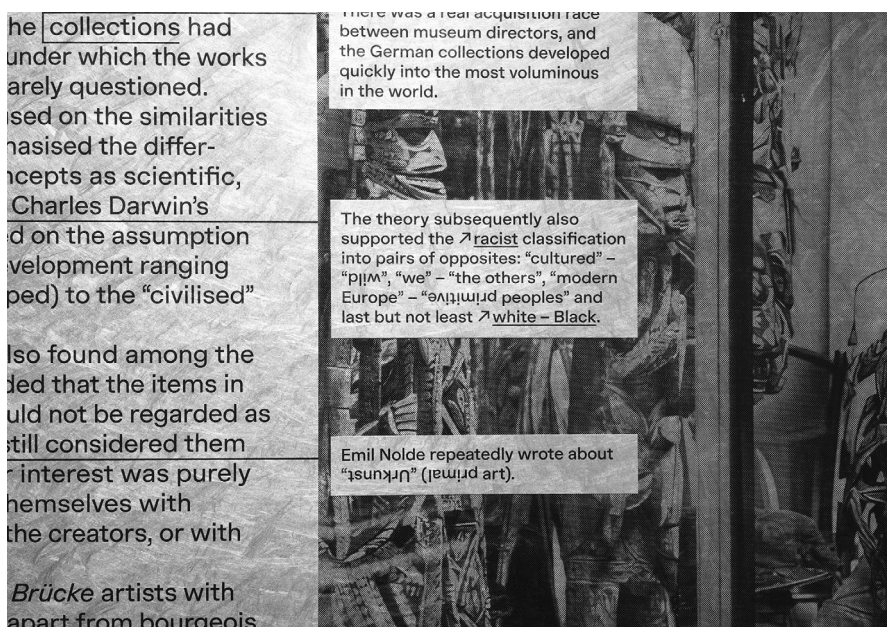 he collections had
under which the works
arely questioned.
used on the similarities
hasised the differ-
ncepts as scientific,
Charles Darwin’s
ed on the assumption
velopment ranging
ped) to the “civilised”
lso found among the
ded that the items in
uld not be regarded as
still considered them
r interest was purely
hemselves with
the creators, or with
Brücke artists with
apart from bourgeois
There was a real acquisition race
between museum directors, and
the German collections developed
quickly into the most voluminous
in the world.
The theory subsequently also
supported the ↗racist classification
into pairs of opposites: “cultured” –
“wild”, “we” – “the others”, “modern
Europe” – “primitive peoples” and
last but not least ↗white – Black.
Emil Nolde repeatedly wrote about
“Urkunst” (primal art).